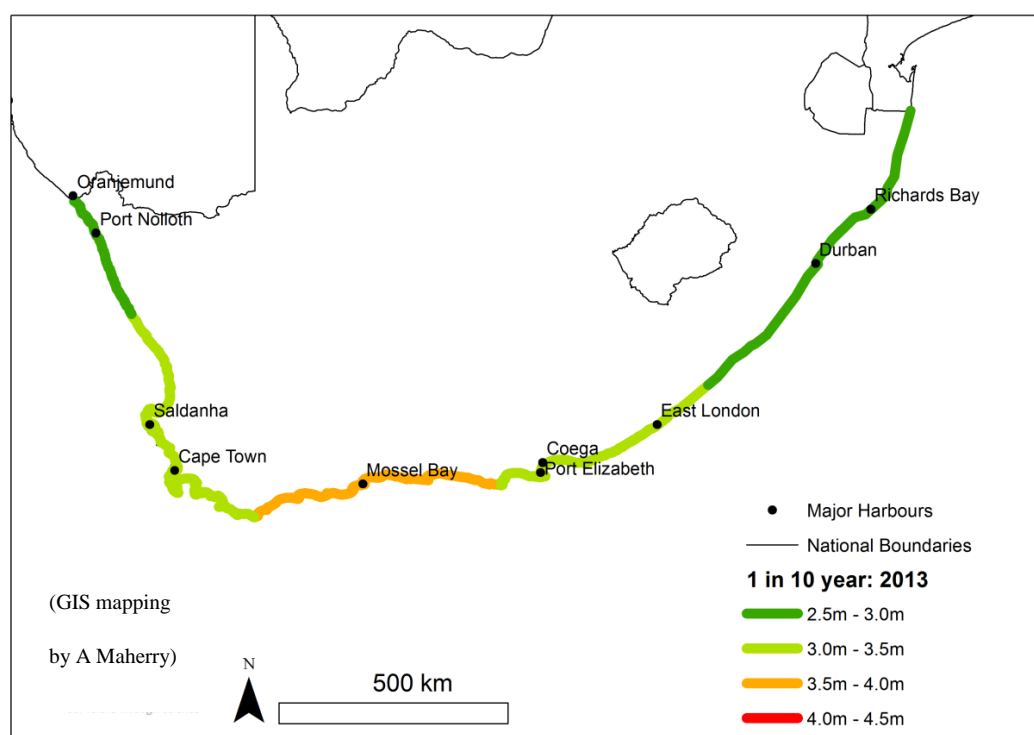 Oranjemund
Port Nolloth
Richards Bay
Durban
Saldanha
East London
Cape Town
Coega
Mossel Bay
Port Elizabeth
Major Harbours
National Boundaries
1 in 10 year: 2013
(GIS mapping
2.5m - 3.0m
3.0m - 3.5m
by A Maherry)
N
500 km
3.5m - 4.0m
4.0m - 4.5m